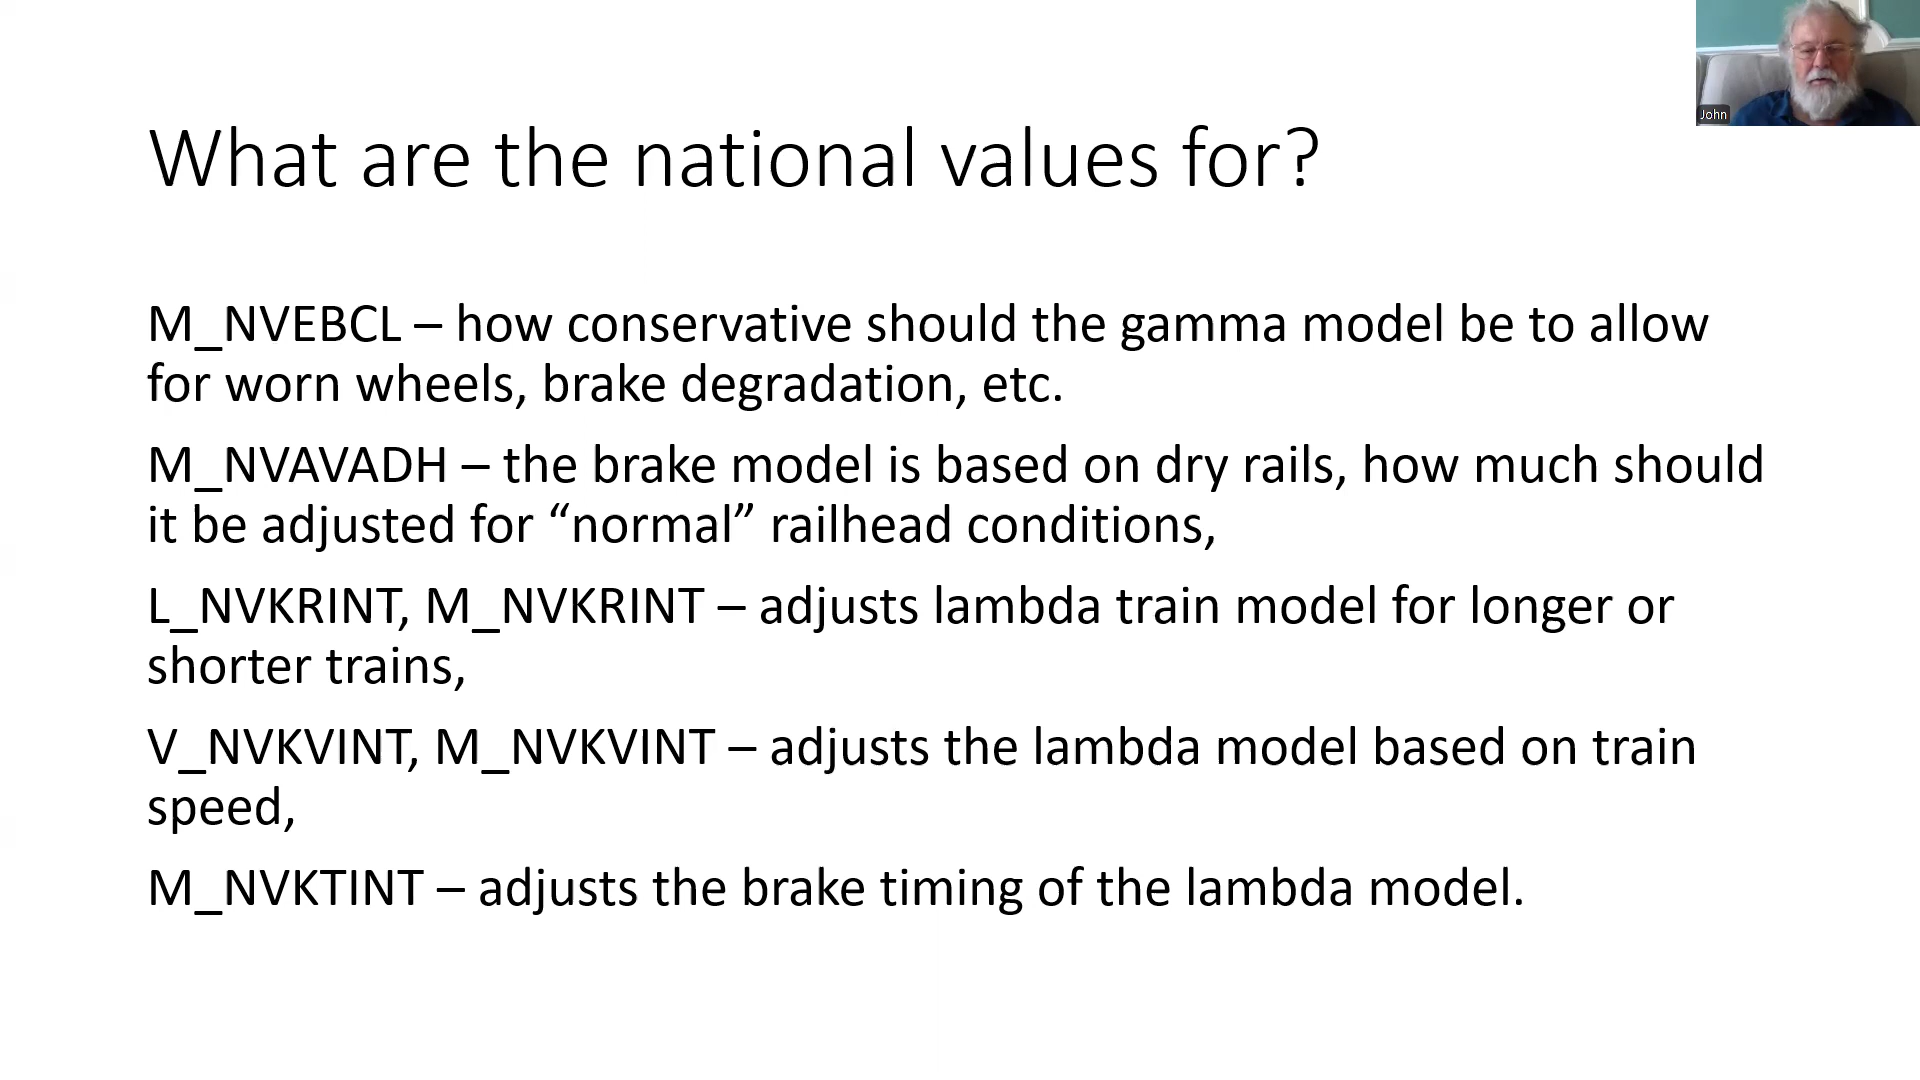 John
What are the national values for?
M_NVEBCL – how conservative should the gamma model be to allow
for worn wheels, brake degradation, etc.
M_NVAVADH – the brake model is based on dry rails, how much should
it be adjusted for “normal” railhead conditions,
L_NVKRINT, M_NVKRINT – adjusts lambda train model for longer or
shorter trains,
V_NVKVINT, M_NVKVINT – adjusts the lambda model based on train
speed,
M_NVKTINT – adjusts the brake timing of the lambda model.